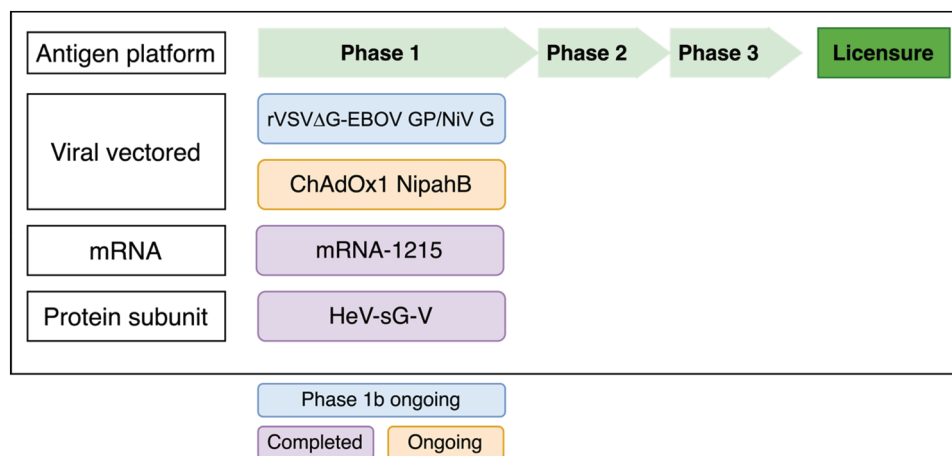 Antigen platform
Phase 1
Phase 2
Phase 3
Licensure
Viral vectored
rVSVΔG-EBOV GP/NiV G
ChAdOx1 NipahB
mRNA
mRNA-1215
Protein subunit
HeV-sG-V
Phase 1b ongoing
Completed
Ongoing